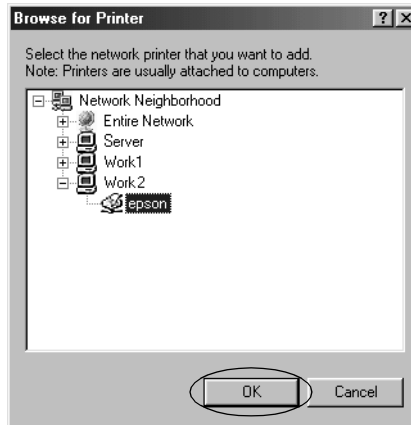 Browse for Printer
Select the network printer that you want to add.
Note: Printers are usually attached to computers.
Network Neighborhood
Entire Network
Server
Work1
Work2
epson
OK Cancel